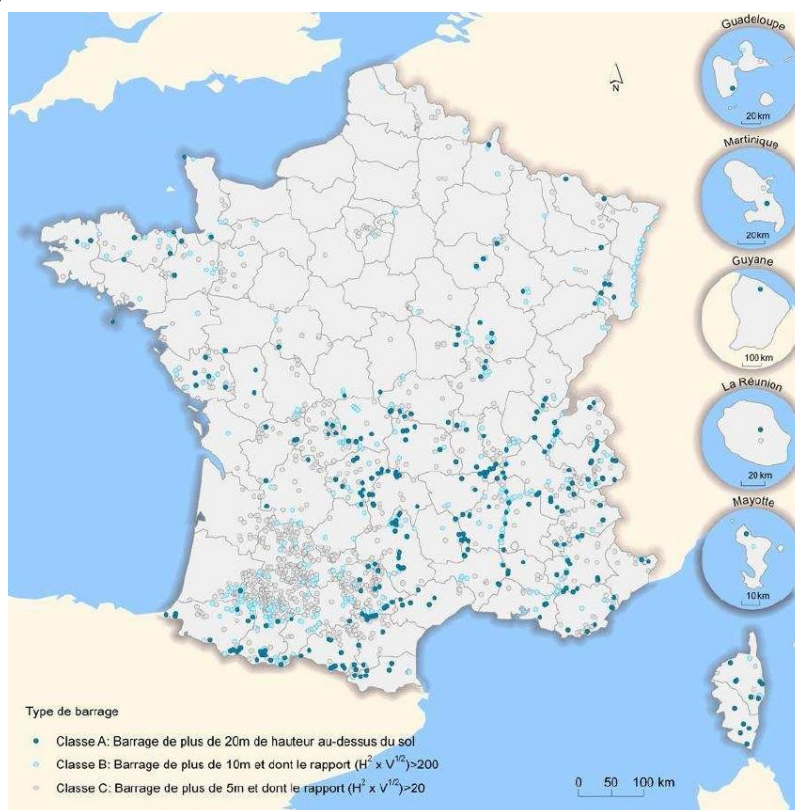 Guadeloupe
20 km
Martinique
20 km
Guyane
100 km
La Réunion
20 km
Mayotte
10 km
N
Type de barrage
Classe A: Barrage de plus de 20m de hauteur au-dessus du sol
Classe B: Barrage de plus de 10m et dont le rapport (H² x V^1/2)>200
Classe C: Barrage de plus de 5m et dont le rapport (H² x V^1/2)>20
0 50 100 km